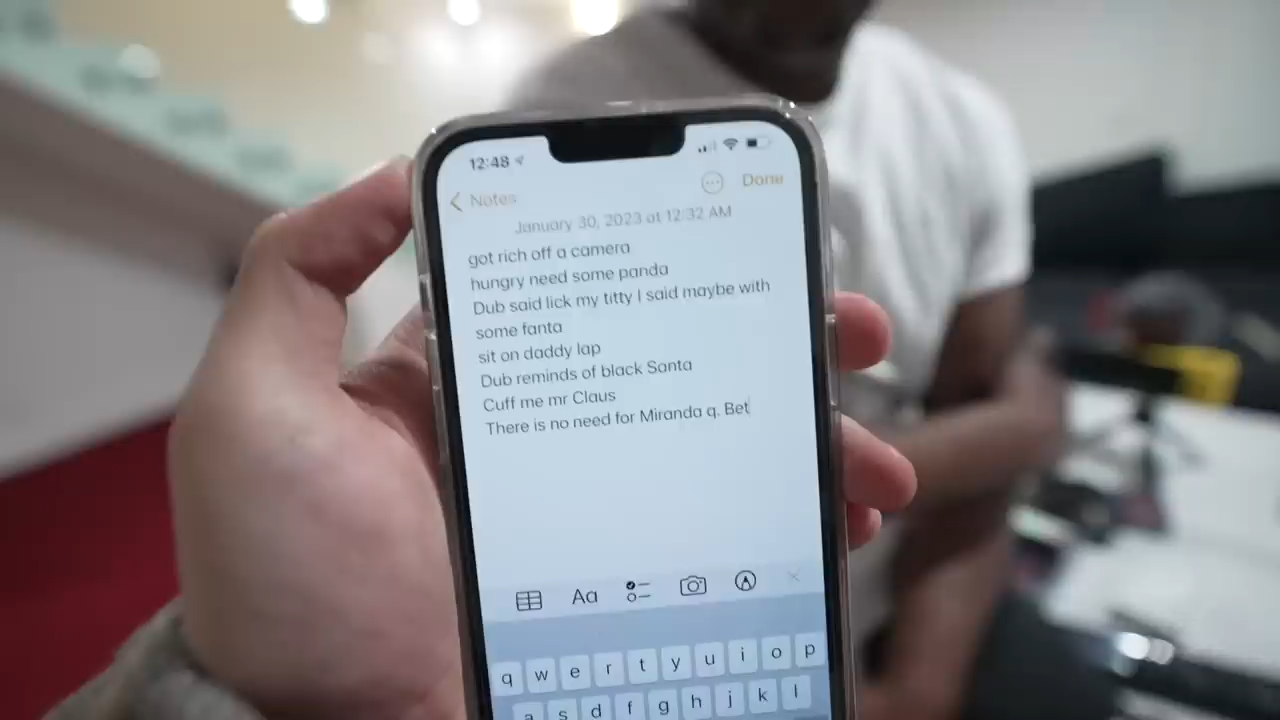 12:48
Notes
Done
January 30, 2023 at 12:32 AM
got rich off a camera
hungry need some panda
Dub said lick my titty I said maybe with
some fanta
sit on daddy lap
Dub reminds of black Santa
Cuff me mr Claus
There is no need for Miranda q. Bet
Aa
q w e r t y u i o p
a s d f g h j k l